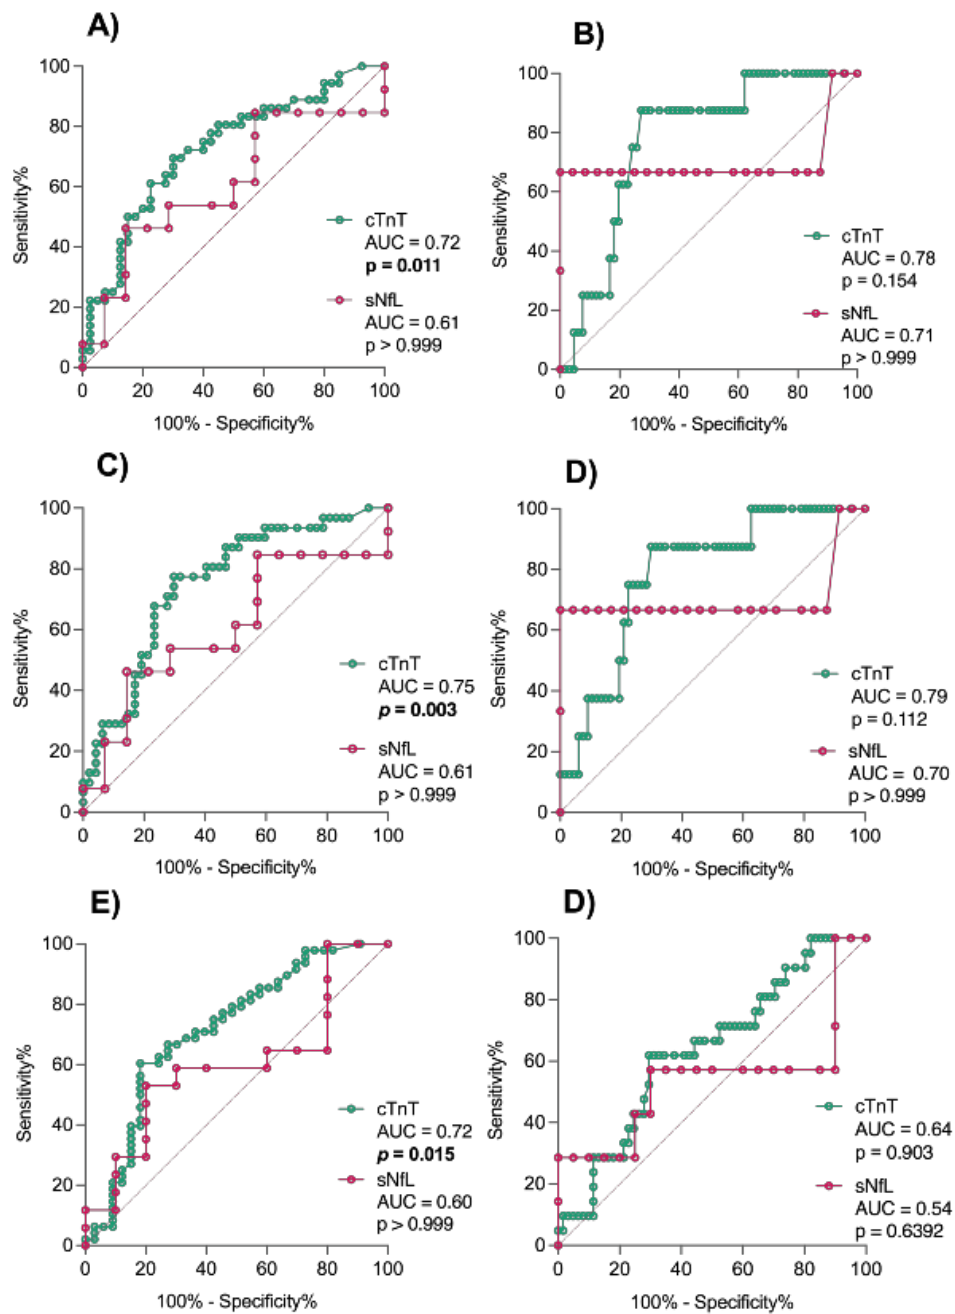 A)
100
80
60
40
20
0
Sensitivity%
0 20 40 60 80 100
100% - Specificity%
cTnT
AUC = 0.72
p = 0.011
sNfL
AUC = 0.61
p > 0.999
B)
100
80
60
40
20
0
Sensitivity%
0 20 40 60 80 100
100% - Specificity%
cTnT
AUC = 0.78
p = 0.154
sNfL
AUC = 0.71
p > 0.999
C)
100
80
60
40
20
0
Sensitivity%
0 20 40 60 80 100
100% - Specificity%
cTnT
AUC = 0.75
p = 0.003
sNfL
AUC = 0.61
p > 0.999
D)
100
80
60
40
20
0
Sensitivity%
0 20 40 60 80 100
100% - Specificity%
cTnT
AUC = 0.79
p = 0.112
sNfL
AUC = 0.70
p > 0.999
E)
100
80
60
40
20
0
Sensitivity%
0 20 40 60 80 100
100% - Specificity%
cTnT
AUC = 0.72
p = 0.015
sNfL
AUC = 0.60
p > 0.999
D)
100
80
60
40
20
0
Sensitivity%
0 20 40 60 80 100
100% - Specificity%
cTnT
AUC = 0.64
p = 0.903
sNfL
AUC = 0.54
p = 0.6392